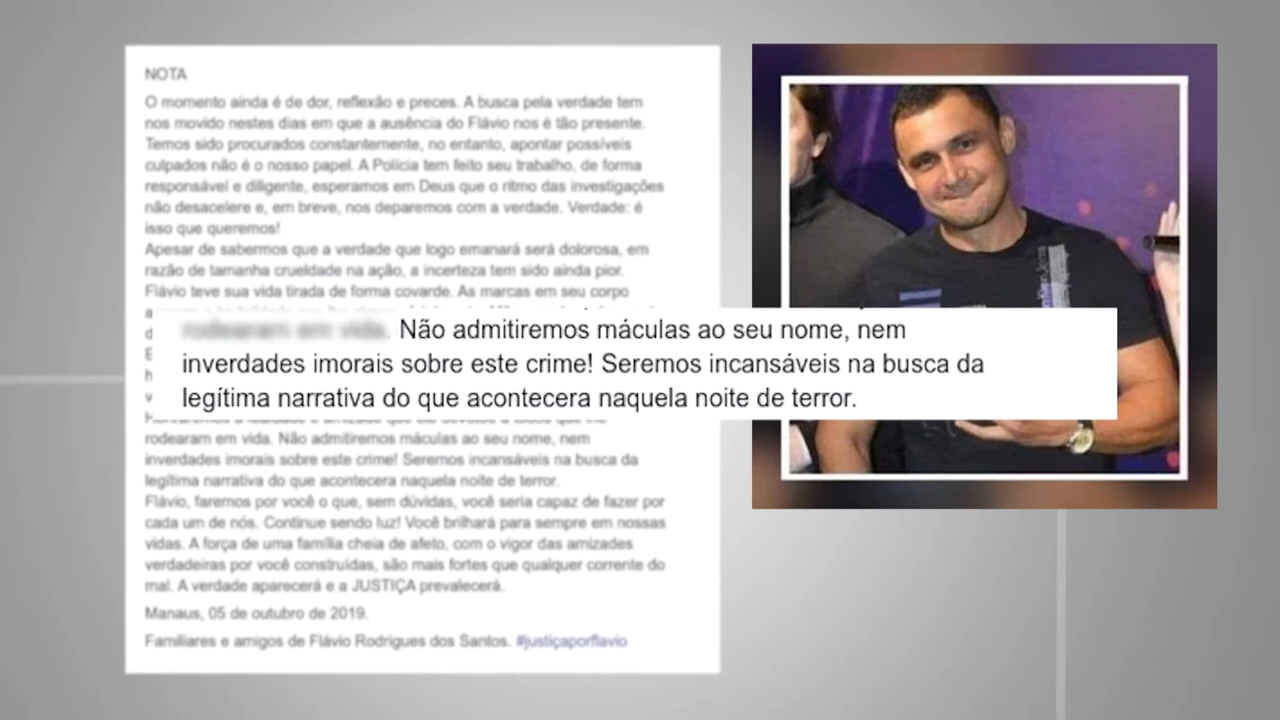 NOTA
O momento ainda é de dor, reflexão e preces. A busca pela verdade tem
nos movido nestes dias em que a ausência do Flávio nos é tão presente.
Temos sido procurados constantemente, no entanto, apontar possíveis
culpados não é o nosso papel. A Polícia tem feito seu trabalho, de forma
responsável e diligente, esperamos em Deus que o ritmo das investigações
não desacelere e, em breve, nos deparemos com a verdade. Verdade: é
isso que queremos!
Apesar de sabermos que a verdade que logo emanará será dolorosa, em
razão de tamanha crueldade na ação, a incerteza tem sido ainda pior.
Flávio teve sua vida tirada de forma covarde. As marcas em seu corpo
rodearam em vida. Não admitiremos máculas ao seu nome, nem
inverdades imorais sobre este crime! Seremos incansáveis na busca da
legítima narrativa do que acontecera naquela noite de terror.
rodearam em vida. Não admitiremos máculas ao seu nome, nem
inverdades imorais sobre este crime! Seremos incansáveis na busca da
legítima narrativa do que acontecera naquela noite de terror.
Flávio, faremos por você o que, sem dúvidas, você seria capaz de fazer por
cada um de nós. Continue sendo luz! Você brilhará para sempre em nossas
vidas. A força de uma família cheia de afeto, com o vigor das amizades
verdadeiras por você construídas, são mais fortes que qualquer corrente do
mal. A verdade aparecerá e a JUSTIÇA prevalecerá.
Manaus, 05 de outubro de 2019.
Familiares e amigos de Flávio Rodrigues dos Santos. #justiçaporflavio